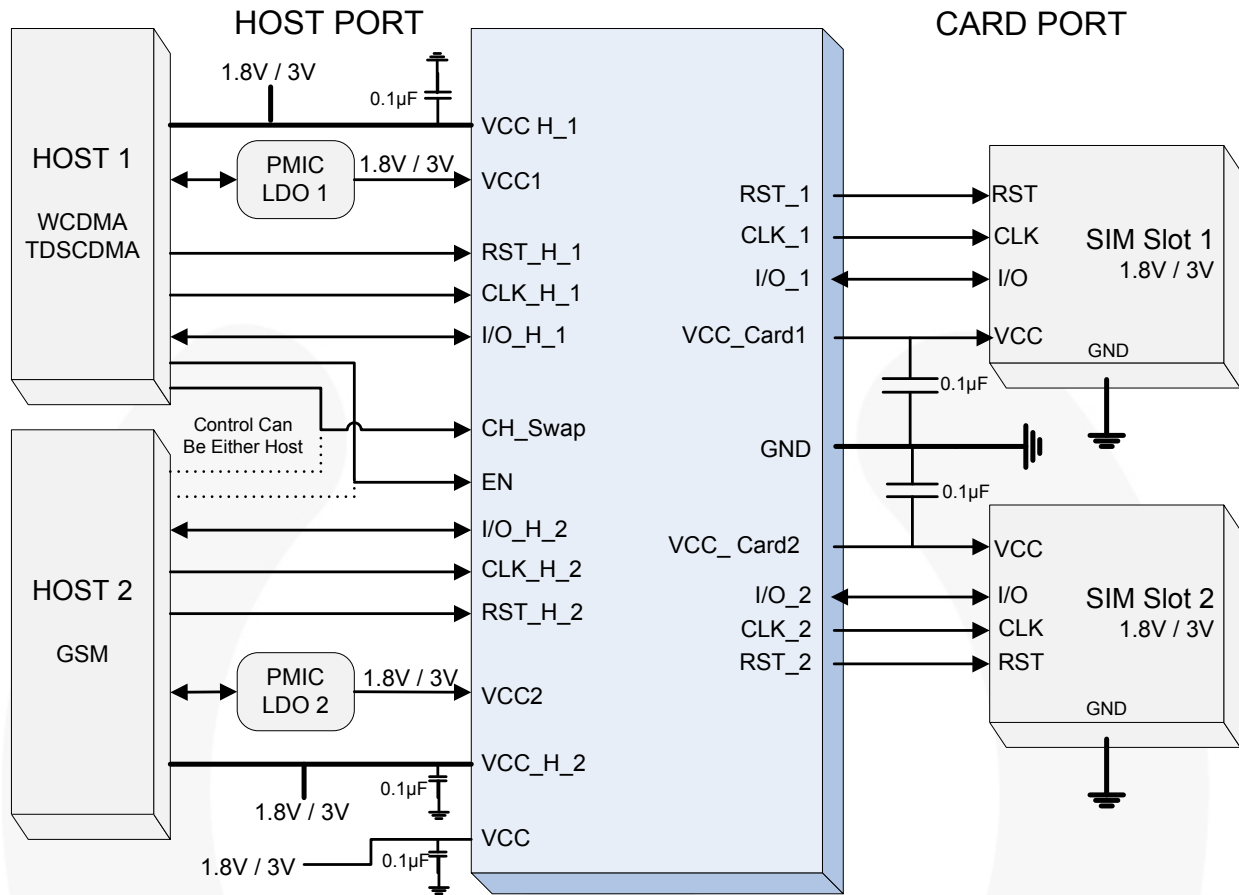 HOST PORT
CARD PORT
1.8V / 3V
0.1µF
VCC H_1
HOST 1
WCDMA
TDSCDMA
PMIC
LDO 1
1.8V / 3V
VCC1
RST_H_1
CLK_H_1
I/O_H_1
Control Can
Be Either Host
CH_Swap
EN
HOST 2
GSM
I/O_H_2
CLK_H_2
RST_H_2
PMIC
LDO 2
1.8V / 3V
VCC2
VCC_H_2
1.8V / 3V
0.1µF
VCC
1.8V / 3V
0.1µF
RST_1
CLK_1
I/O_1
VCC_Card1
GND
VCC_ Card2
I/O_2
CLK_2
RST_2
0.1µF
0.1µF
RST
CLK
I/O
VCC
SIM Slot 1
1.8V / 3V
GND
VCC
I/O
CLK
RST
SIM Slot 2
1.8V / 3V
GND